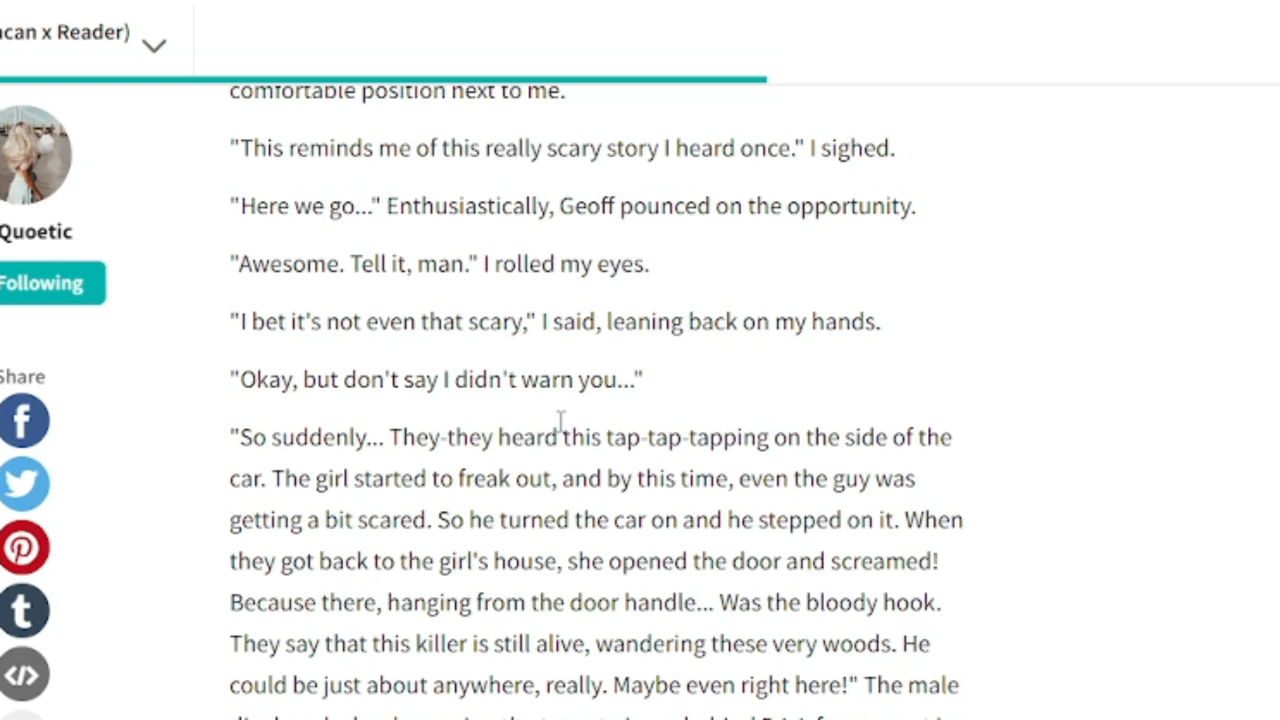 ncan x Reader)
comfortable position next to me.
"This reminds me of this really scary story I heard once." I sighed.
"Here we go..." Enthusiastically, Geoff pounced on the opportunity.
"Awesome. Tell it, man." I rolled my eyes.
"I bet it's not even that scary," I said, leaning back on my hands.
"Okay, but don't say I didn't warn you..."
"So suddenly... They-they heard this tap-tap-tapping on the side of the
car. The girl started to freak out, and by this time, even the guy was
getting a bit scared. So he turned the car on and he stepped on it. When
they got back to the girl's house, she opened the door and screamed!
Because there, hanging from the door handle... Was the bloody hook.
They say that this killer is still alive, wandering these very woods. He
could be just about anywhere, really. Maybe even right here!" The male
Quoetic
Following
Share